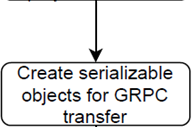 Create serializable
objects for GRPC
transfer